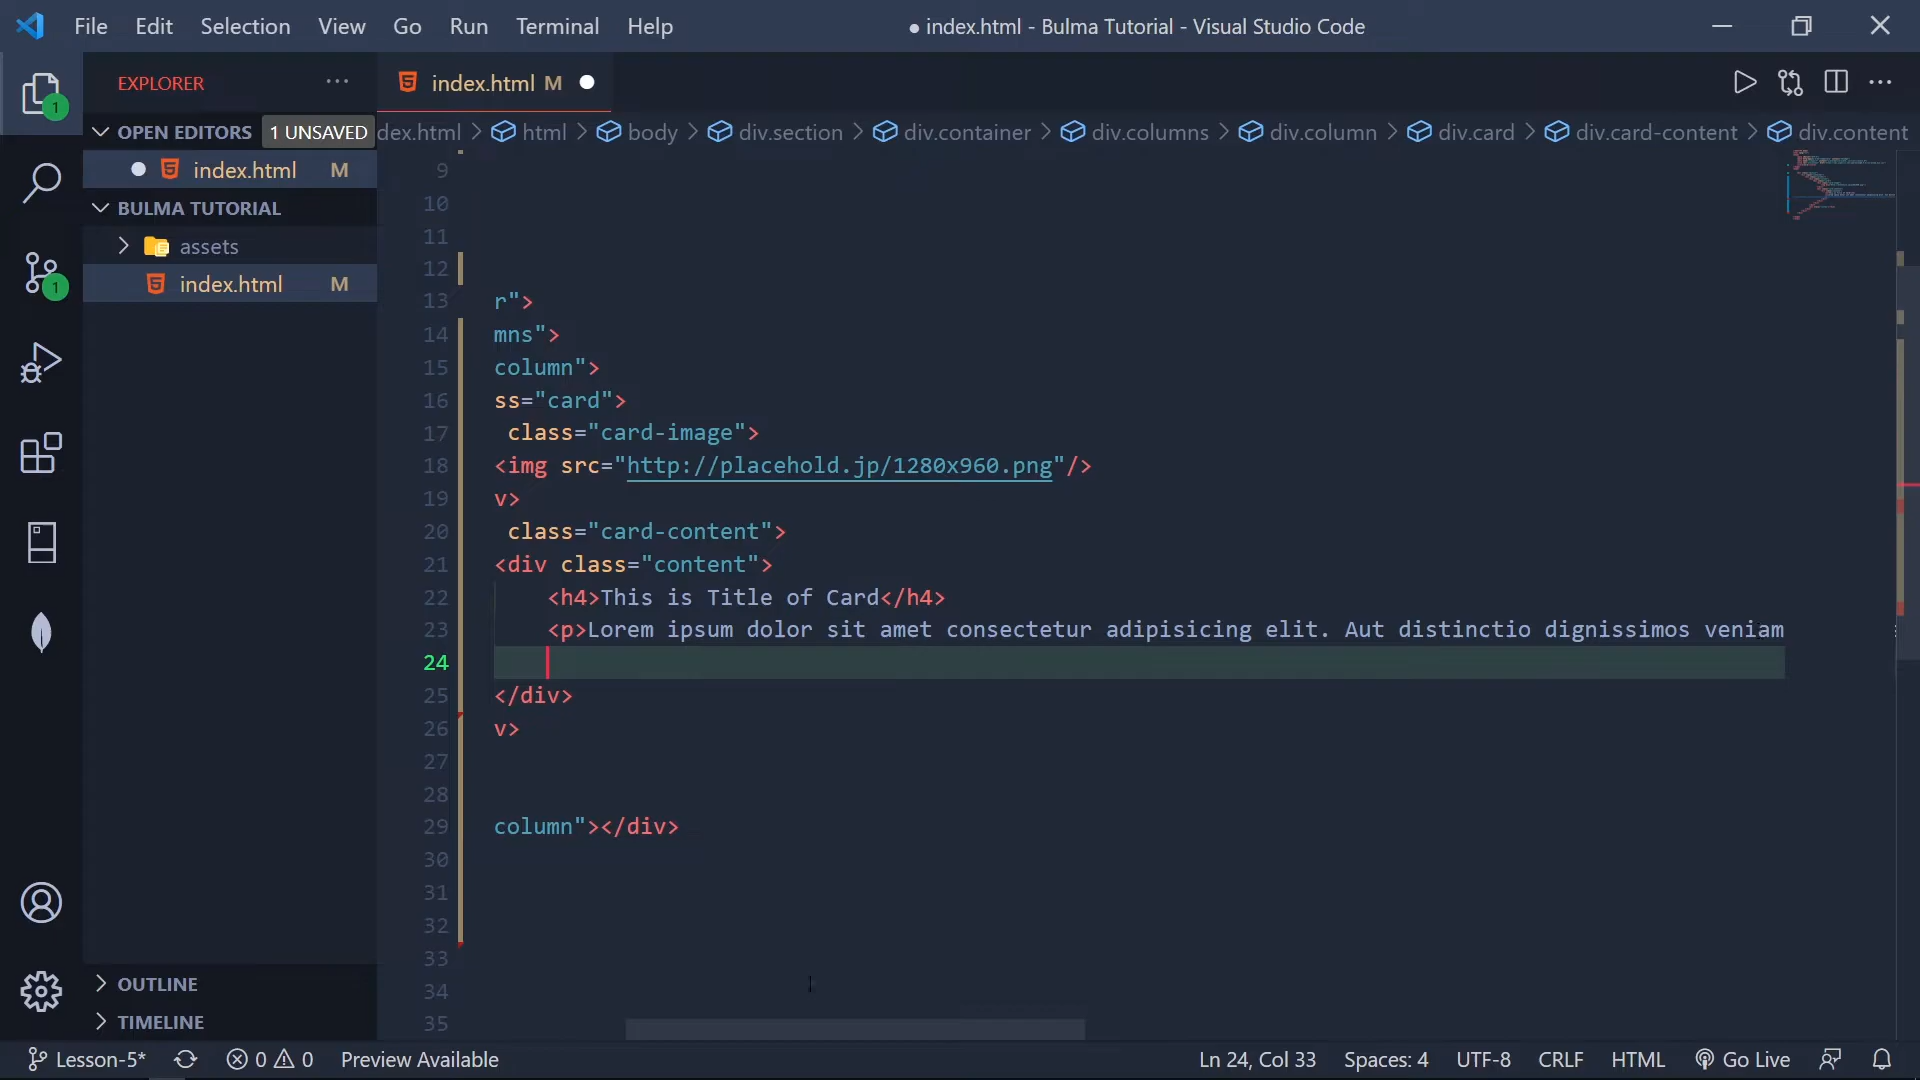 File Edit Selection View Go Run Terminal Help
● index.html - Bulma Tutorial - Visual Studio Code
EXPLORER ···
index.html M
OPEN EDITORS 1 UNSAVED
dex.html > html > body > div.section > div.container > div.columns > div.column > div.card > div.card-content > div.content
index.html M
BULMA TUTORIAL
assets
index.html M
1
1
9
10
11
12
13 r">
14 mns">
15 column">
16 ss="card">
17 class="card-image">
18 <img src="http://placehold.jp/1280x960.png"/>
19 v>
20 class="card-content">
21 <div class="content">
22 <h4>This is Title of Card</h4>
23 <p>Lorem ipsum dolor sit amet consectetur adipisicing elit. Aut distinctio dignissimos veniam
24
25 </div>
26 v>
27
28
29 column"></div>
30
31
32
33
34
35
OUTLINE
TIMELINE
Lesson-5* 0 0 Preview Available
Ln 24, Col 33 Spaces: 4 UTF-8 CRLF HTML Go Live